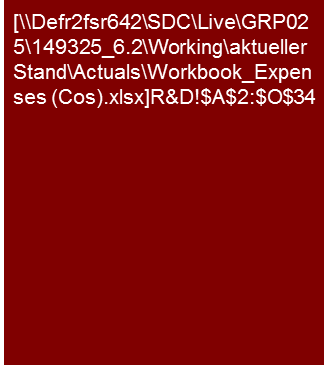 [\\Defr2fsr642\SDC\Live\GRP02
5\149325_6.2\Working\aktueller
Stand\Actuals\Workbook_Expen
ses (Cos).xlsx]R&D!$A$2:$O$34